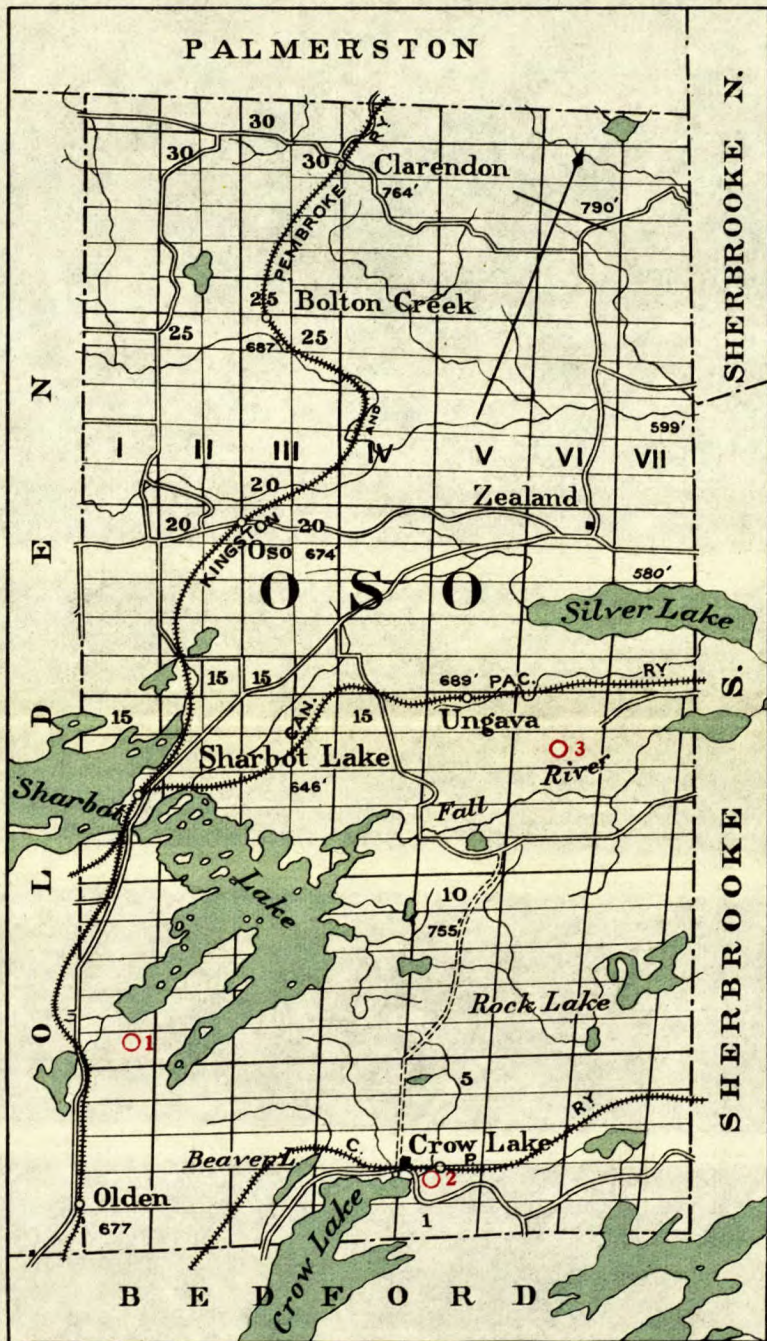 PALMERSTON
SHERBROOKE N.
30
30
30
RY.
Clarendon
764'
790'
PEMBROKE
25
Bolton Creek
25
25
687
AND
599'
I II III IV V VI VII
20
Zealand
20
20
KINGSTON
Oso 674'
OSO
580'
Silver Lake
15
15
689'
PAC.
RY
15
15
CAN.
Ungava
Sharbot Lake
3
646'
River
Sharbot
Fall
Lake
10
755
Rock Lake
1
5
RY
Crow Lake
Beaver L.
C.
P.
2
Olden
677
1
Crow Lake
OLDEN
SHERBROOKE S.
BEDFORD